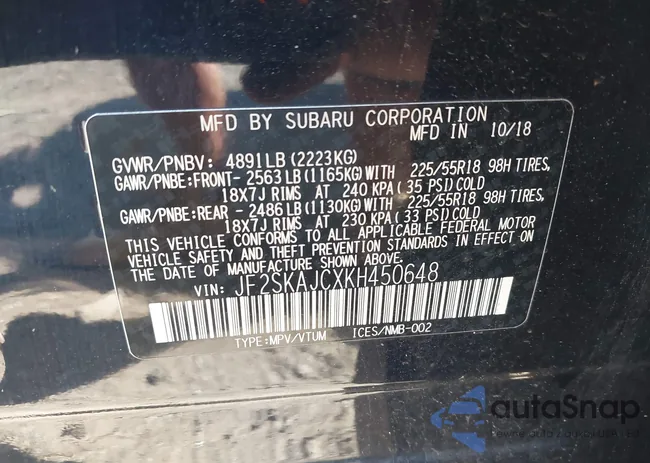 MFD BY SUBARU CORPORATION
MFD IN 10/18
GVWR/PNBV: 4891LB(2223KG)
GAWR/PNBE:FRONT-2563LB(1165KG)WITH 225/55R18 98H TIRES,
18X7J RIMS AT 240 KPA(35 PSI)COLD
GAWR/PNBE:REAR -2486LB(1130KG)WITH 225/55R18 98H TIRES,
18X7J RIMS AT 230 KPA(33 PSI)COLD
THIS VEHICLE CONFORMS TO ALL APPLICABLE FEDERAL MOTOR
VEHICLE SAFETY AND THEFT PREVENTION STANDARDS IN EFFECT ON
THE DATE OF MANUFACTURE SHOWN ABOVE.
VIN: JF2SKAJCXKH450648
TYPE:MPV/VTUM ICES/NMB-002
autoSnap